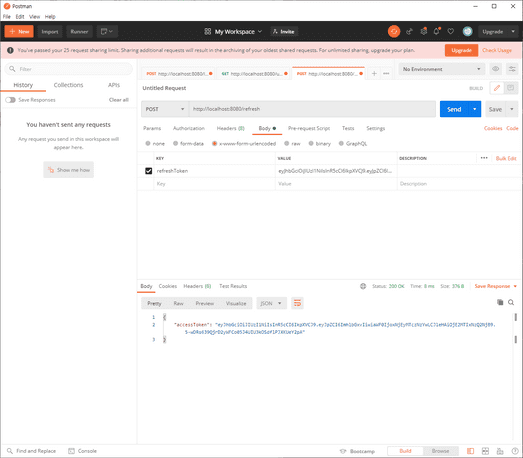 Postman
File Edit View Help
New Import Runner My Workspace Invite Upgrade
You've passed your 25 request sharing limit. Sharing additional requests will result in the archiving of your oldest shared requests. For unlimited sharing, upgrade your plan. Upgrade Check Usage
Filter
History Collections APIs
Save Responses Clear all
You haven't sent any requests
Any request you send in this workspace will
appear here.
Show me how
POST http://localhost:8080/ GET http://localhost:8080/ POST http://localhost:8080/ No Environment
Untitled Request BUILD
POST http://localhost:8080/refresh Send Save
Params Authorization Headers (8) Body Pre-request Script Tests Settings Cookies Code
none form-data x-www-form-urlencoded raw binary GraphQL
KEY VALUE DESCRIPTION Bulk Edit
refreshToken
Key Value Description
Body Cookies Headers (6) Test Results Status: 200 OK Time: 8 ms Size: 376 B Save Response
Pretty Raw Preview Visualize JSON
1 {
2 "accessToken":
3 }
Find and Replace Console Bootcamp Build Browse